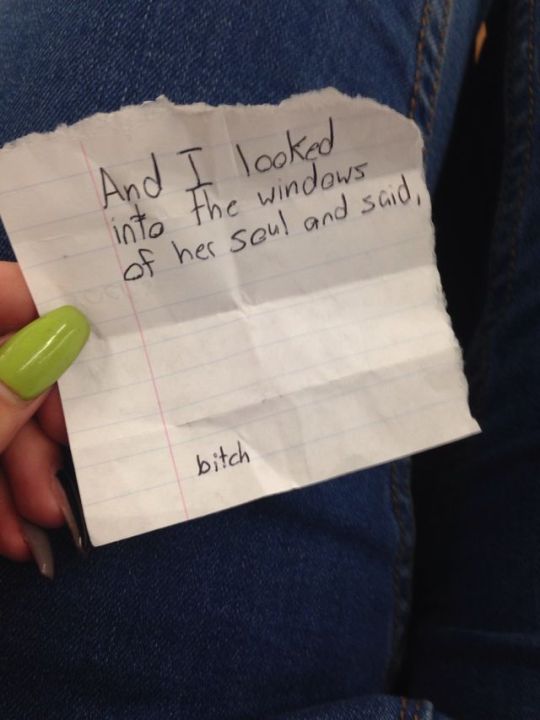 And I looked
into the windows
of her soul and said,
bitch